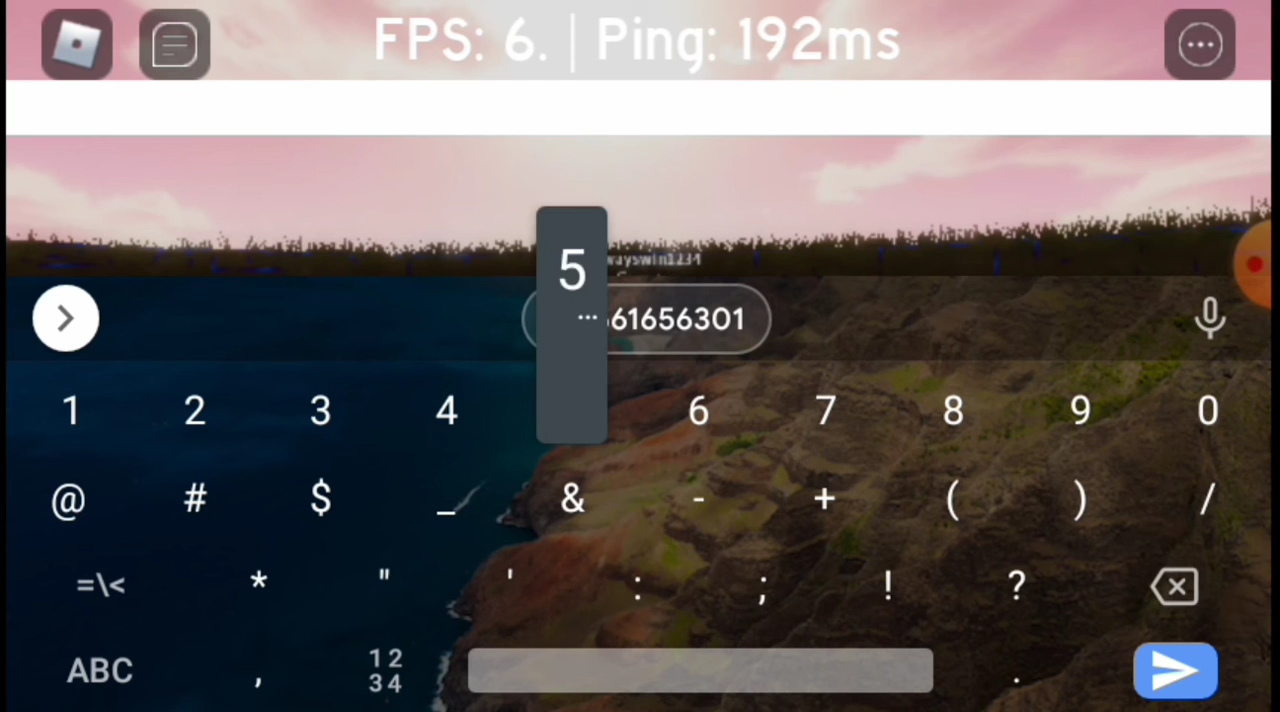 FPS: 6. | Ping: 192ms
5
61656301
1 2 3 4 6 7 8 9 0
@ # $ _ & - + ( ) /
=\< * " ' : ; ! ?
ABC , 12 .
34